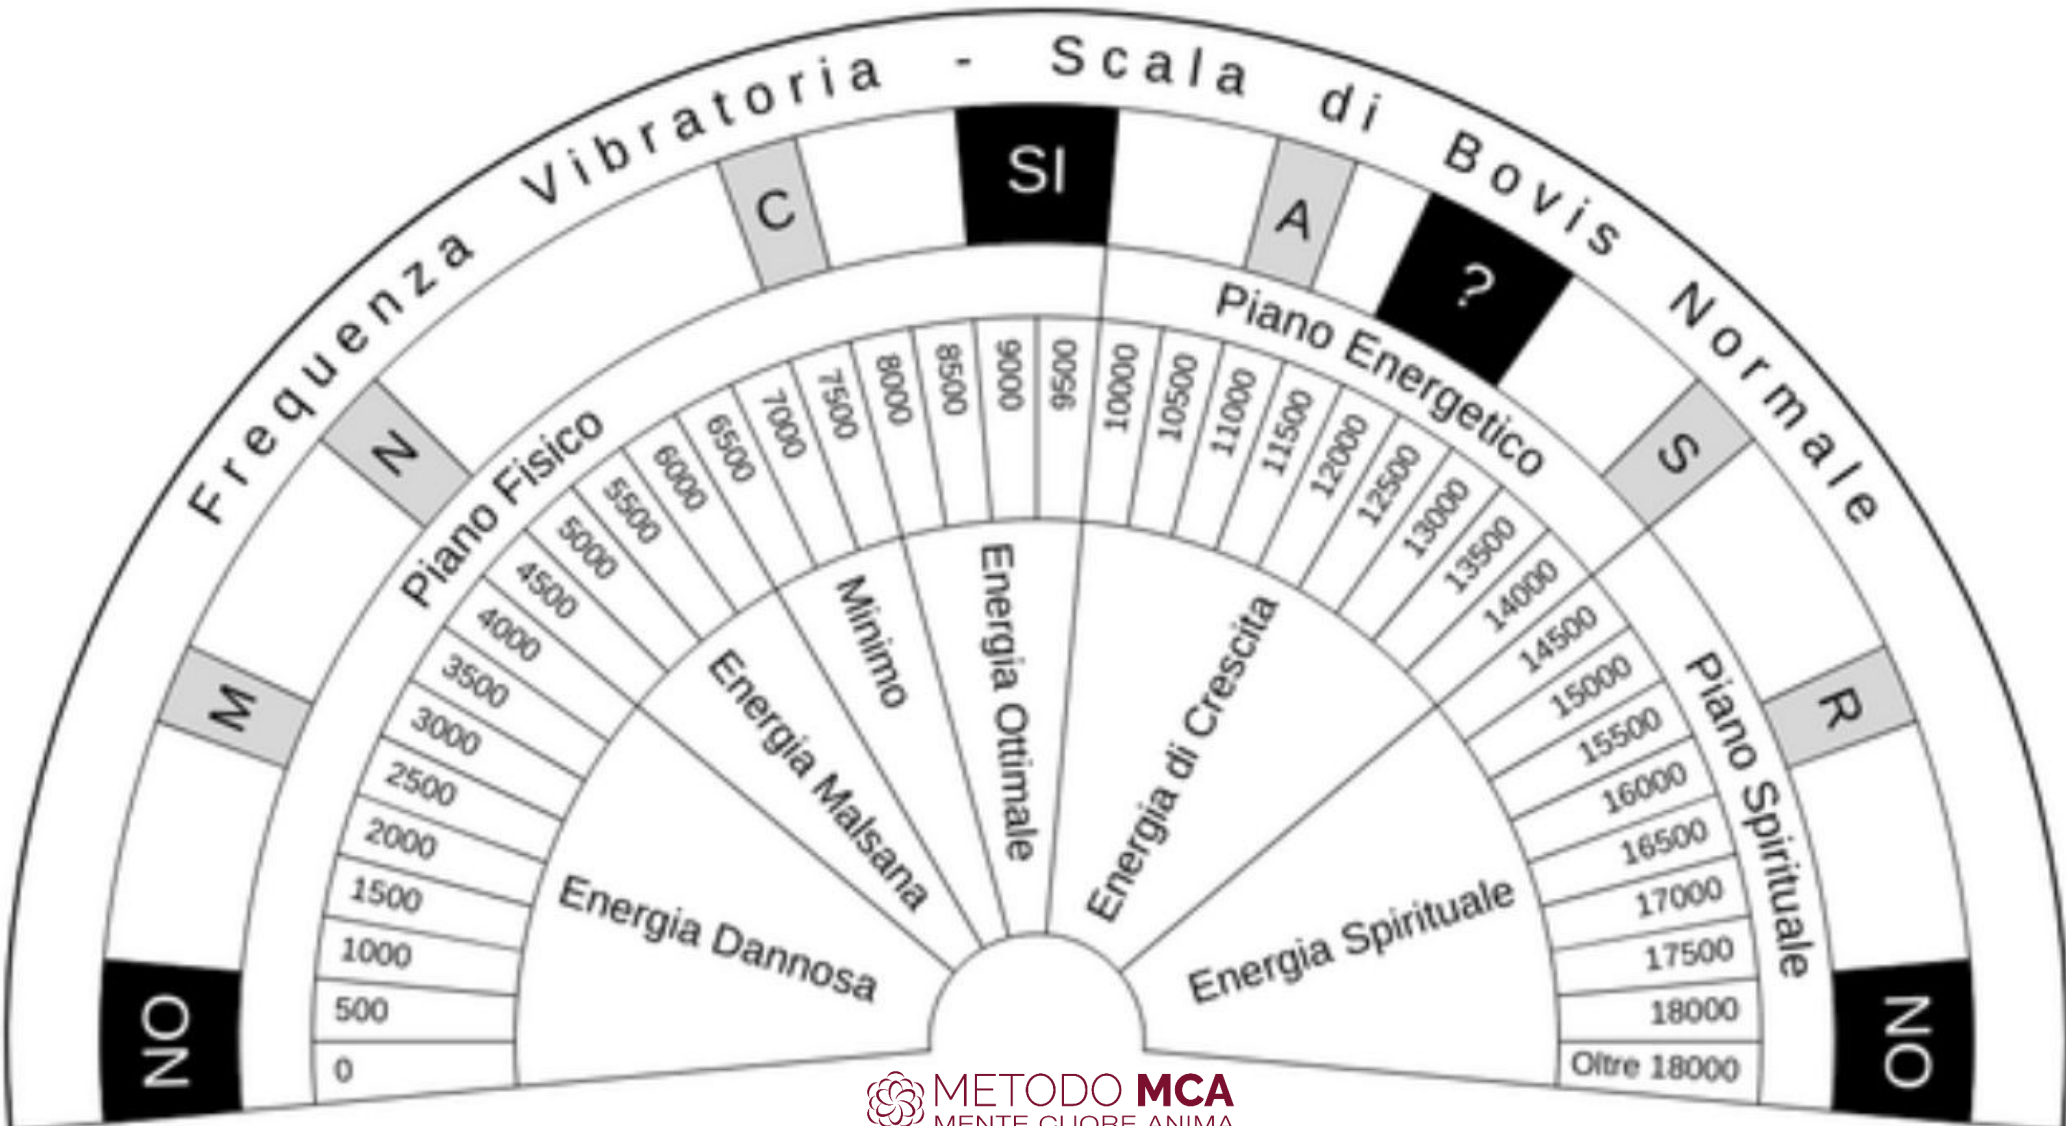 Frequenza Vibratoria - Scala di Bovis Normale
NO
M
N
C
SI
A
?
S
R
NO
Piano Fisico
Piano Energetico
Piano Spirituale
0
500
1000
1500
2000
2500
3000
3500
4000
4500
5000
5500
6000
6500
7000
7500
8000
8500
9000
9500
10000
10500
11000
11500
12000
12500
13000
13500
14000
14500
15000
15500
16000
16500
17000
17500
18000
Oltre 18000
Energia Dannosa
Energia Malsana
Minimo
Energia Ottimale
Energia di Crescita
Energia Spirituale
METODO MCA
MENTE CUORE ANIMA